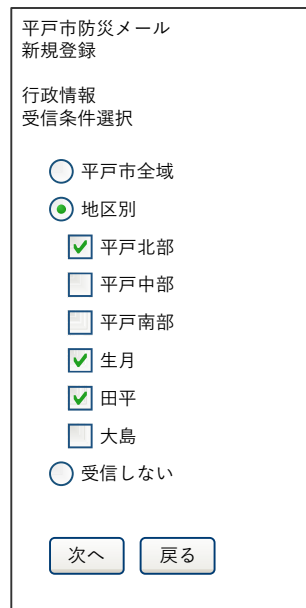 平戸市防災メール
新規登録
行政情報
受信条件選択
平戸市全域
地区別
平戸北部
平戸中部
平戸南部
生月
田平
大島
受信しない
次へ 戻る